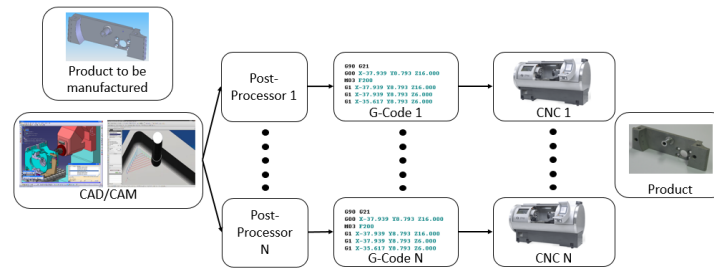 Product to be
manufactured
CAD/CAM
Post-
Processor 1
G90 G21
G00 X-37.939 Y8.793 Z16.000
M03 F200
G1 X-37.939 Y8.793 Z16.000
G1 X-37.939 Y8.793 Z6.000
G1 X-35.617 Y8.793 Z6.000
G-Code 1
CNC 1
Post-
Processor
N
G90 G21
G00 X-37.939 Y8.793 Z16.000
M03 F200
G1 X-37.939 Y8.793 Z16.000
G1 X-37.939 Y8.793 Z6.000
G1 X-35.617 Y8.793 Z6.000
G-Code N
CNC N
Product